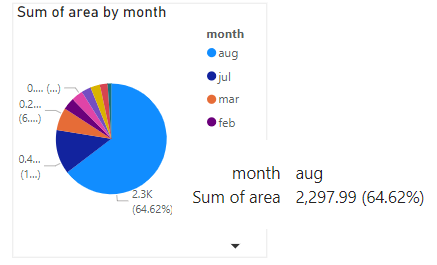 Sum of area by month
month
aug
jul
mar
feb
0.... (...)
0.2...
(6....)
0.4...
(1...)
2.3K
(64.62%)
month aug
Sum of area 2,297.99 (64.62%)